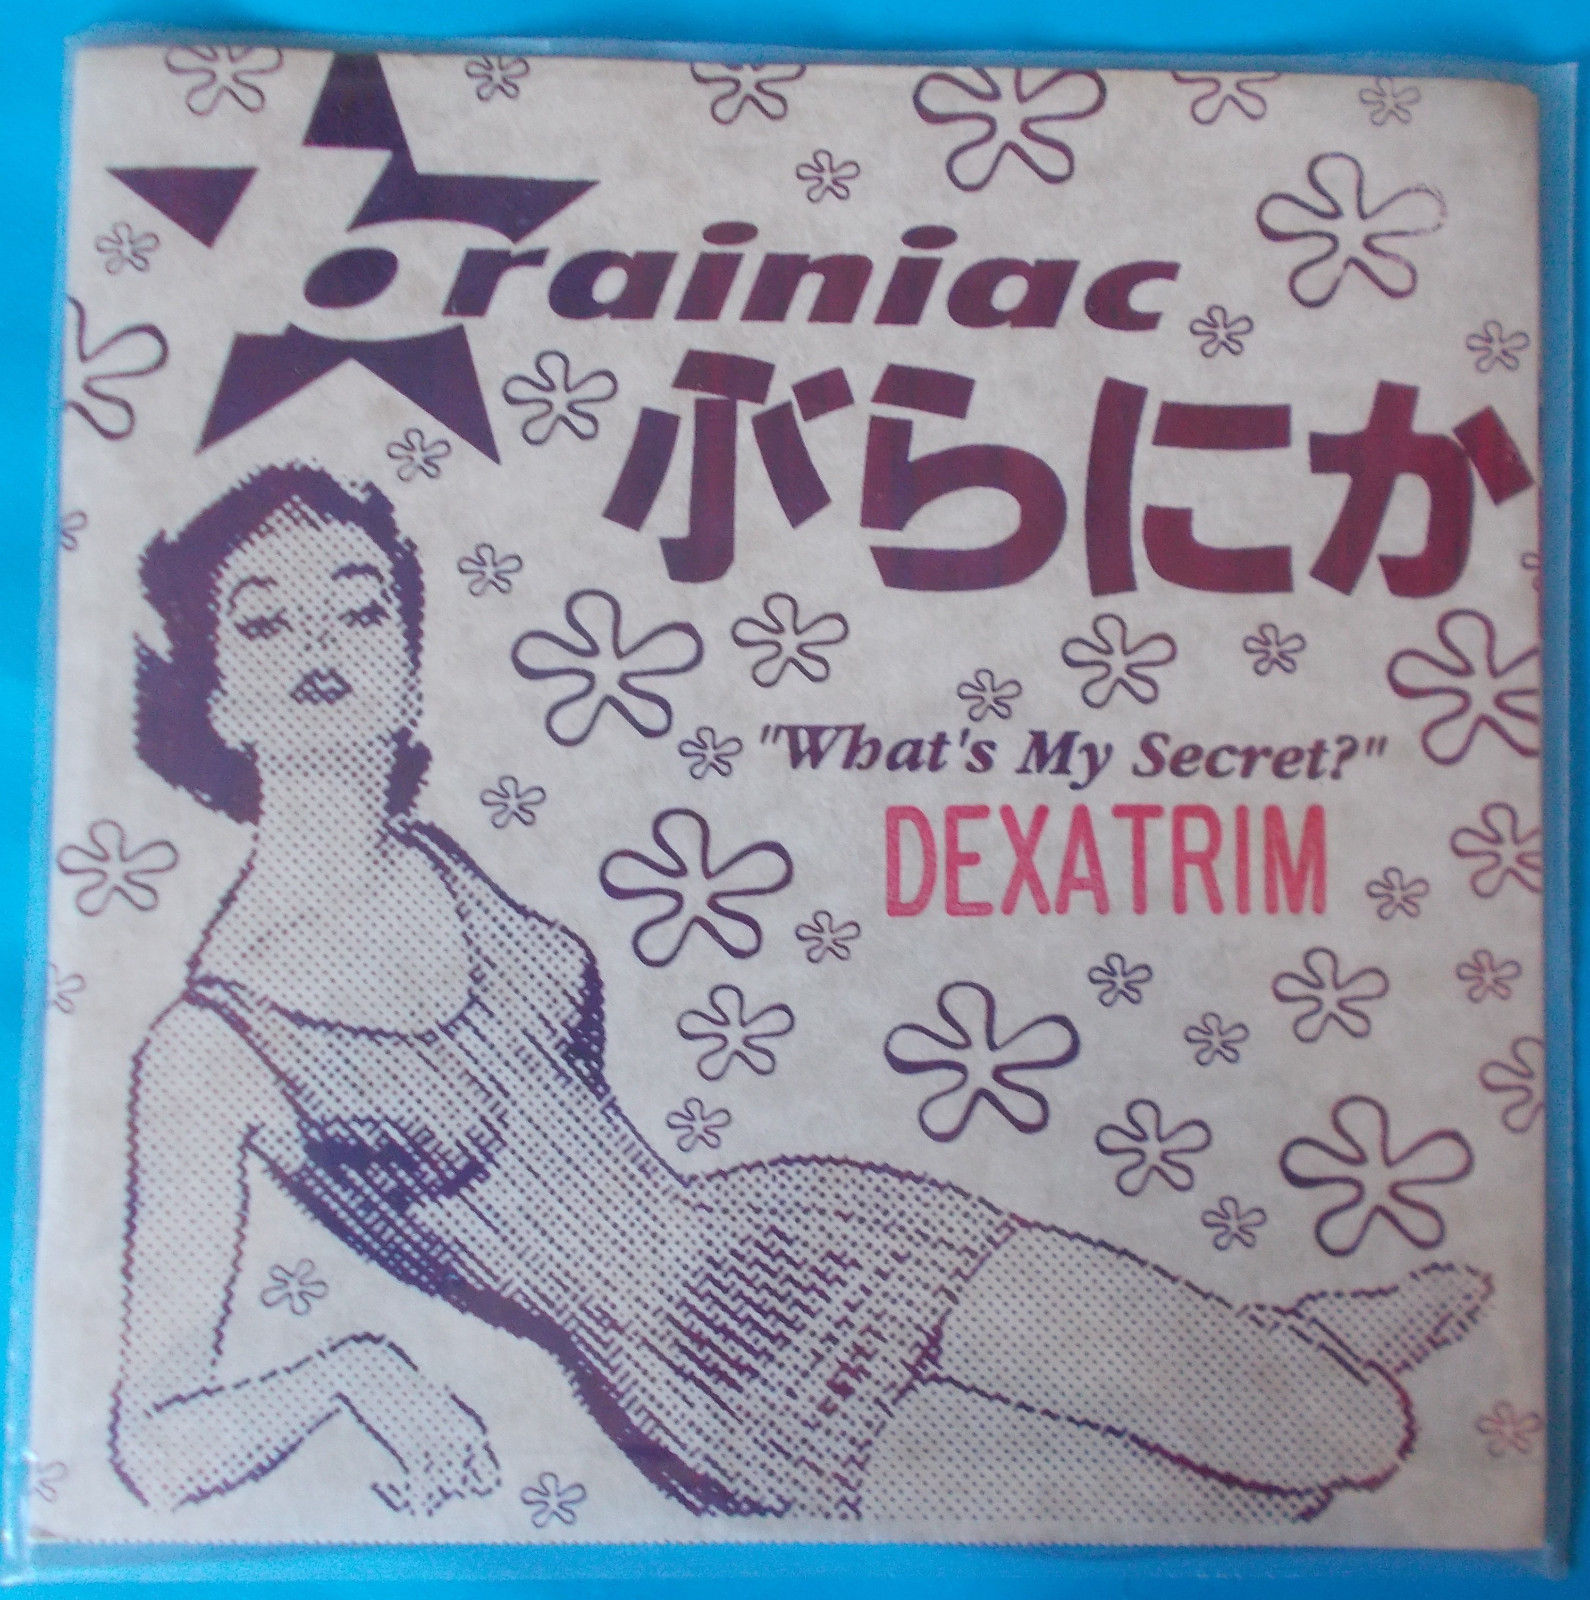 brainiac
ぶらにか
"What's My Secret?"
DEXATRIM